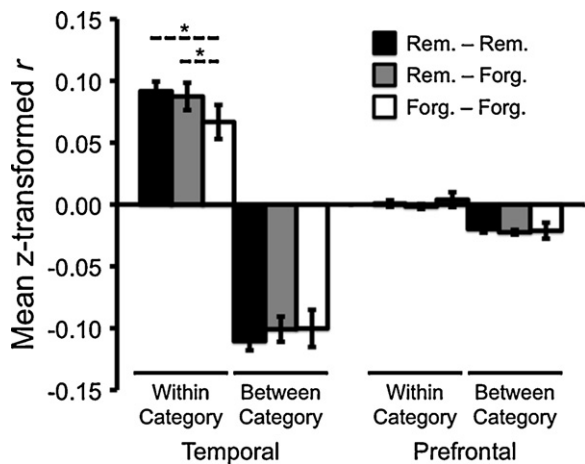 Mean z-transformed r
0.15
0.10
0.05
0.00
-0.05
-0.10
-0.15
*
*
Rem. – Rem.
Rem. – Forg.
Forg. – Forg.
Within Category
Between Category
Within Category
Between Category
Temporal
Prefrontal